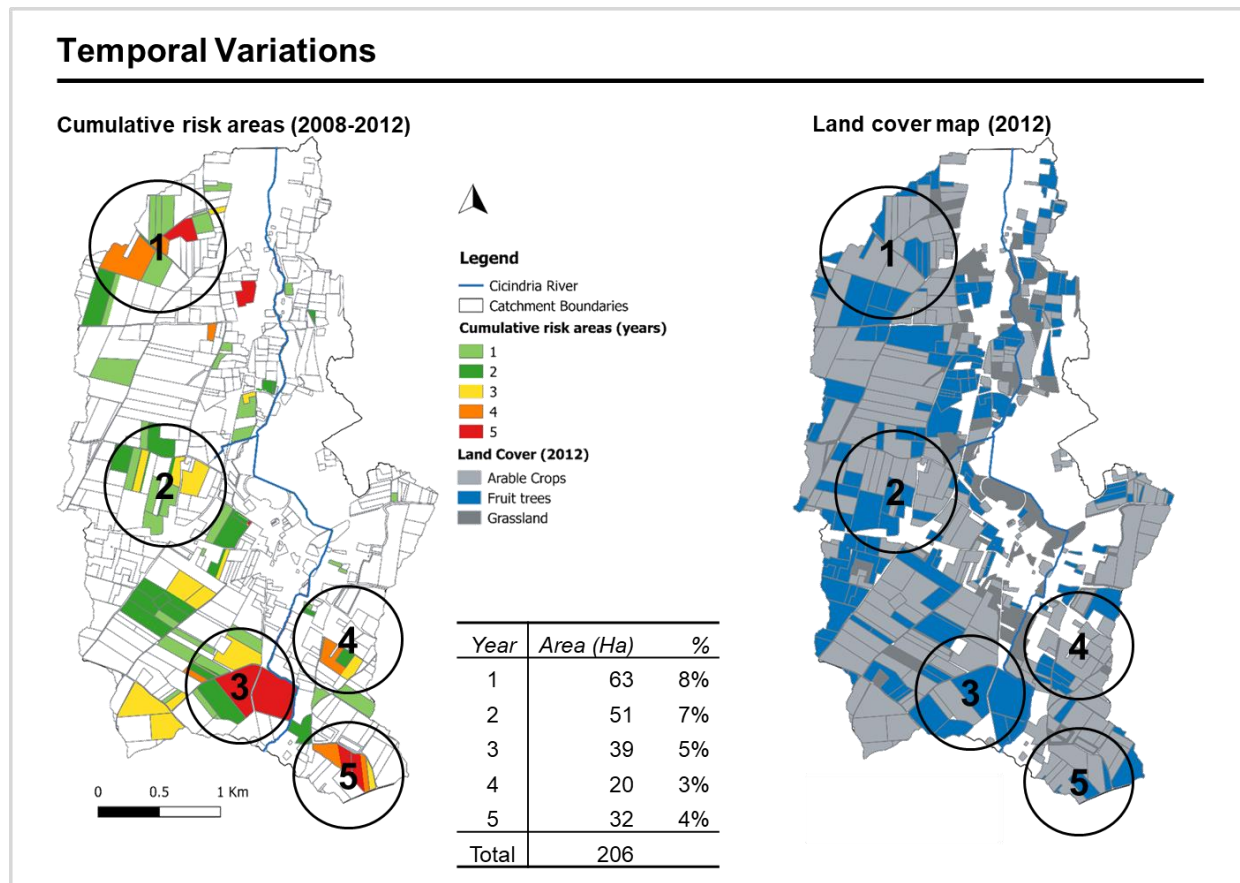 Temporal Variations
Cumulative risk areas (2008-2012)
Land cover map (2012)
1
2
3
4
5
0 0.5 1 Km
Legend
Cicindria River
Catchment Boundaries
Cumulative risk areas (years)
1
2
3
4
5
Land Cover (2012)
Arable Crops
Fruit trees
Grassland
Year Area (Ha) %
1 63 8%
2 51 7%
3 39 5%
4 20 3%
5 32 4%
Total 206
1
2
3
4
5